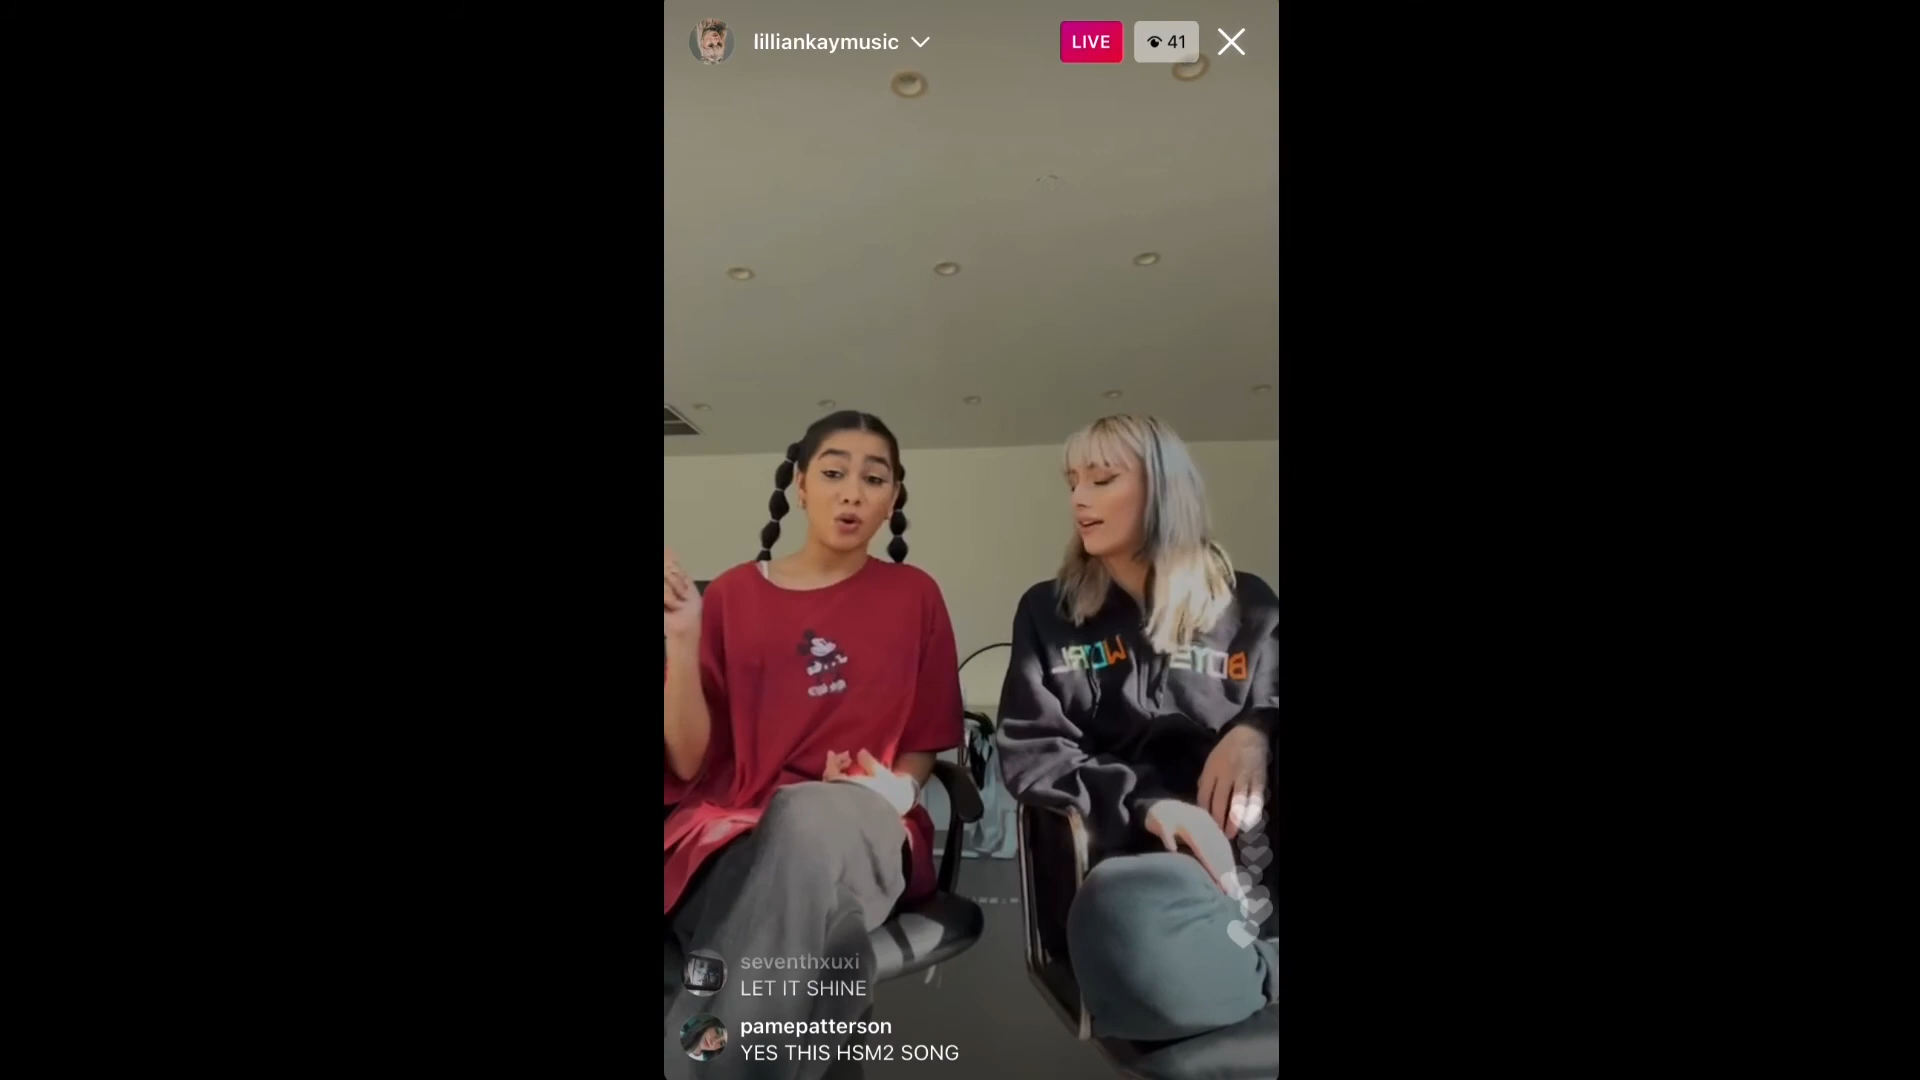 lilliankaymusic
LIVE
41
seventhxuxi
LET IT SHINE
pamepatterson
YES THIS HSM2 SONG